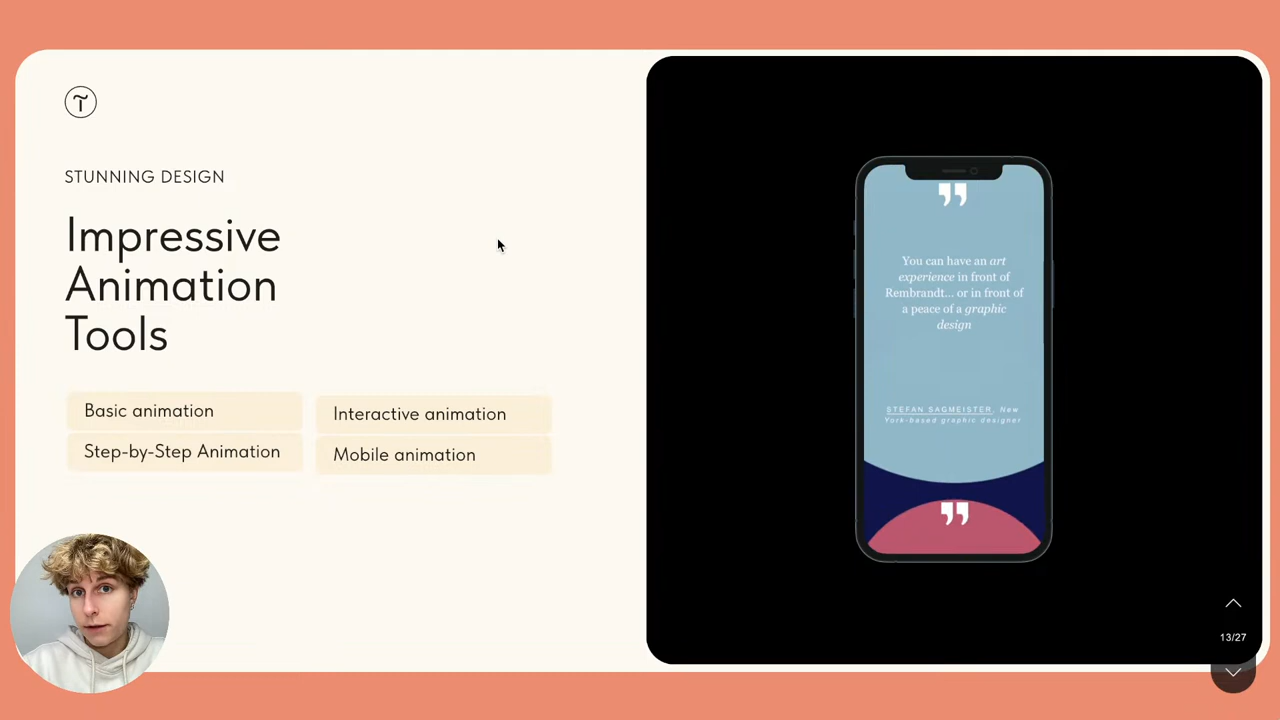 STUNNING DESIGN
Impressive
Animation
Tools
Basic animation
Interactive animation
Step-by-Step Animation
Mobile animation
You can have an art
experience in front of
Rembrandt... or in front of
a peace of a graphic
design
STEFAN SAGMEISTER, New
York-based graphic designer
13/27